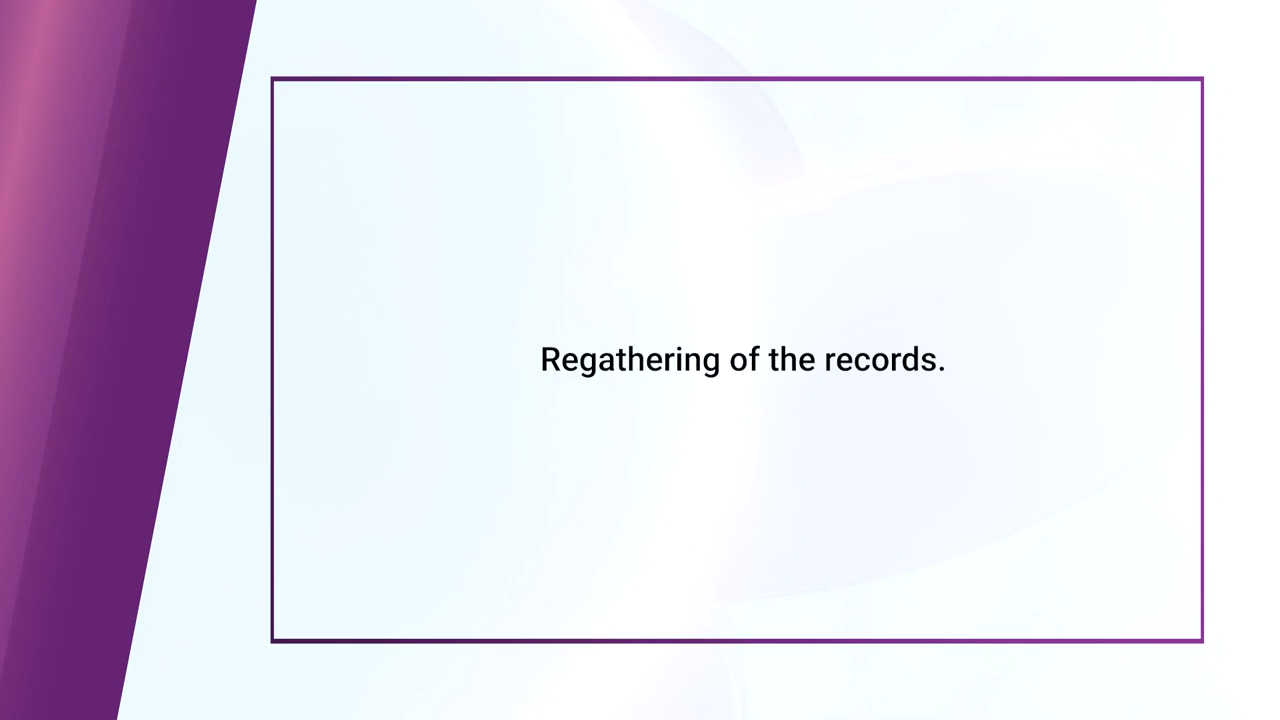 Regathering of the records.